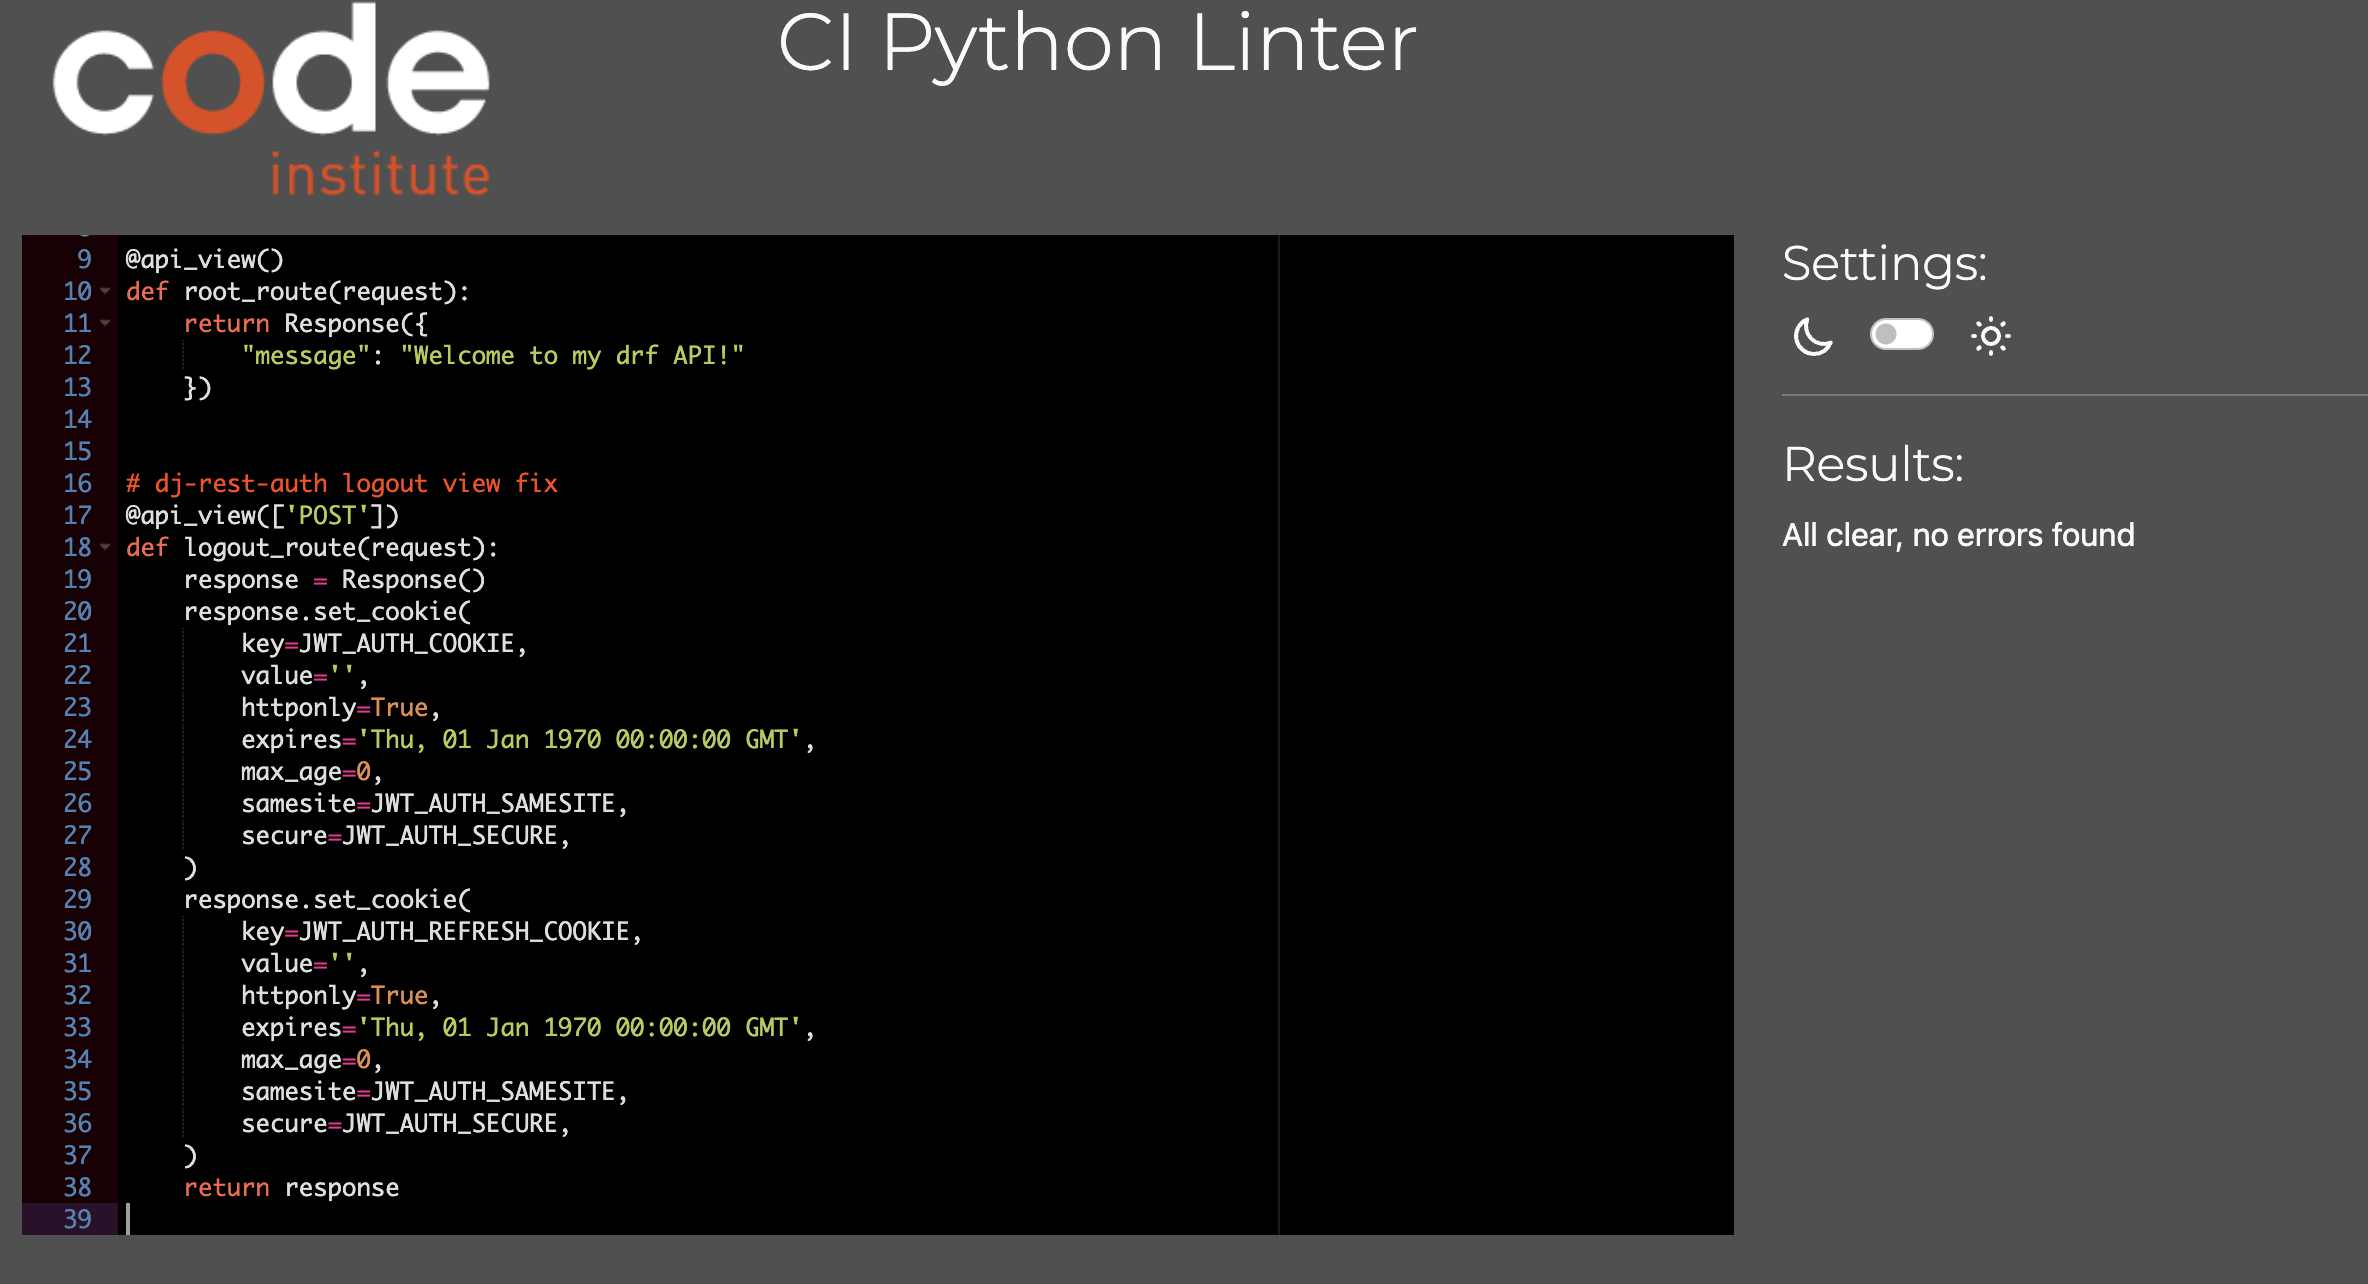 code
institute
CI Python Linter
9 @api_view()
10 def root_route(request):
11     return Response({
12         "message": "Welcome to my drf API!"
13     })
14
15
16 # dj-rest-auth logout view fix
17 @api_view(['POST'])
18 def logout_route(request):
19     response = Response()
20     response.set_cookie(
21         key=JWT_AUTH_COOKIE,
22         value='',
23         httponly=True,
24         expires='Thu, 01 Jan 1970 00:00:00 GMT',
25         max_age=0,
26         samesite=JWT_AUTH_SAMESITE,
27         secure=JWT_AUTH_SECURE,
28     )
29     response.set_cookie(
30         key=JWT_AUTH_REFRESH_COOKIE,
31         value='',
32         httponly=True,
33         expires='Thu, 01 Jan 1970 00:00:00 GMT',
34         max_age=0,
35         samesite=JWT_AUTH_SAMESITE,
36         secure=JWT_AUTH_SECURE,
37     )
38     return response
39
Settings:
Results:
All clear, no errors found